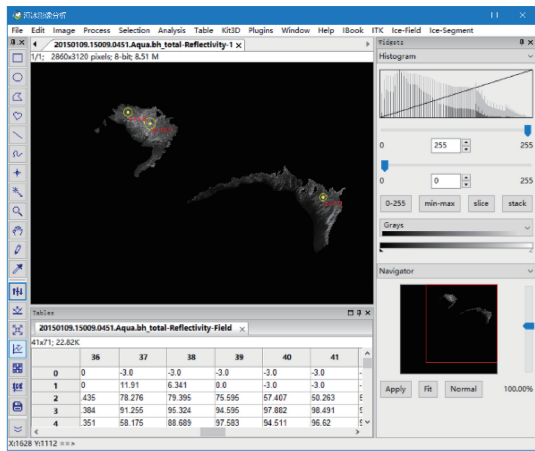 河冰图像分析
File Edit Image Process Selection Analysis Table Kit3D Plugins Window Help IBook ITK Ice-Field Ice-Segment
20150109.15009.0451.Aqua.bh_total-Reflectivity-1 x
1/1; 2860x3120 pixels; 8-bit; 8.51 M
Widgets
Histogram
0 255 255
0 0 255
0-255 min-max slice stack
Grays
Navigator
Apply Fit Normal 100.00%
Tables
20150109.15009.0451.Aqua.bh_total-Reflectivity-Field x
41x71; 22.82K
36 37 38 39 40 41
0 0 -3.0 -3.0 -3.0 -3.0 -3.0
1 0 11.91 6.341 0.0 -3.0 -3.0
2 .435 78.276 79.395 75.595 57.407 50.263
3 .384 91.255 95.324 94.595 97.882 98.491
4 .351 58.175 88.689 97.583 94.511 96.62
X:1628 Y:1112 ==>